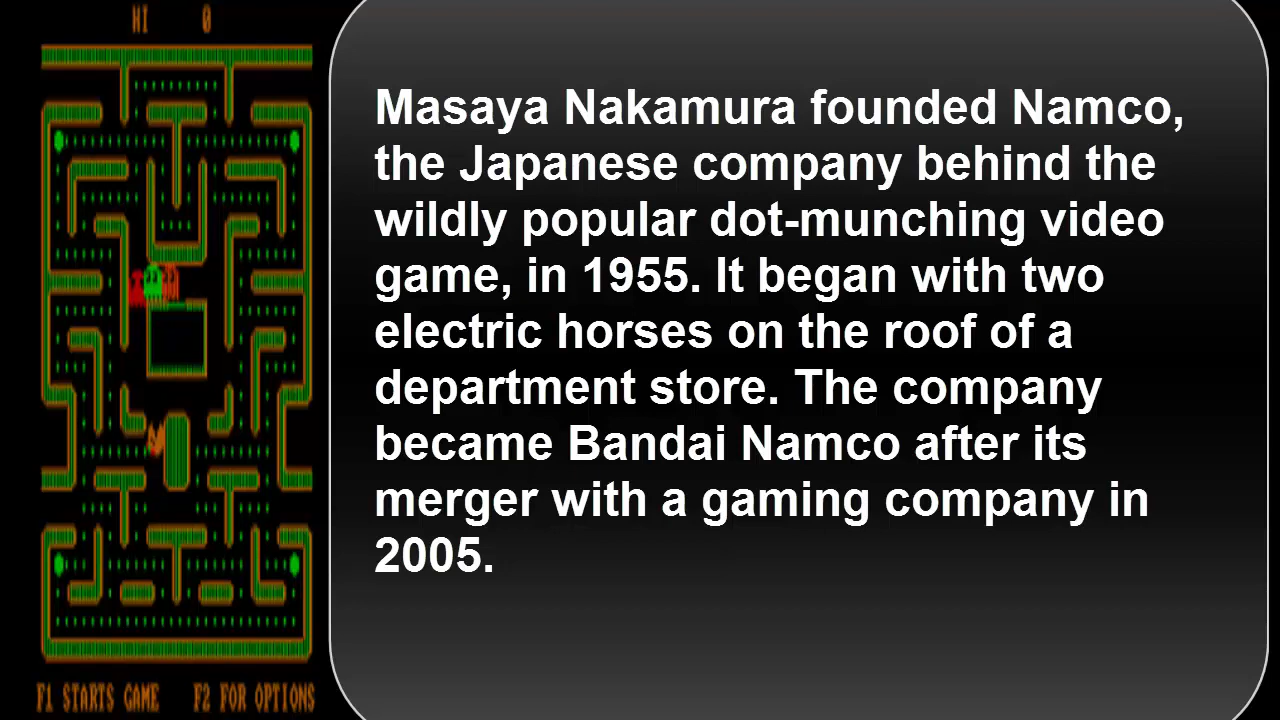 HI 0
Masaya Nakamura founded Namco,
the Japanese company behind the
wildly popular dot-munching video
game, in 1955. It began with two
electric horses on the roof of a
department store. The company
became Bandai Namco after its
merger with a gaming company in
2005.
F1 STARTS GAME F2 FOR OPTIONS